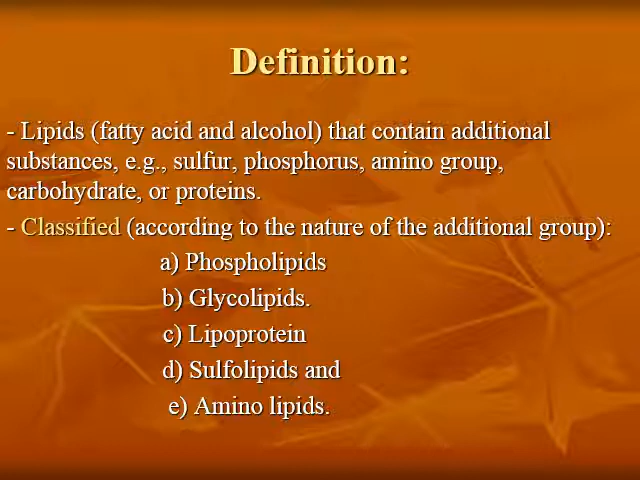 Definition:
- Lipids (fatty acid and alcohol) that contain additional
substances, e.g., sulfur, phosphorus, amino group,
carbohydrate, or proteins.
- Classified (according to the nature of the additional group):
a) Phospholipids
b) Glycolipids.
c) Lipoprotein
d) Sulfolipids and
e) Amino lipids.